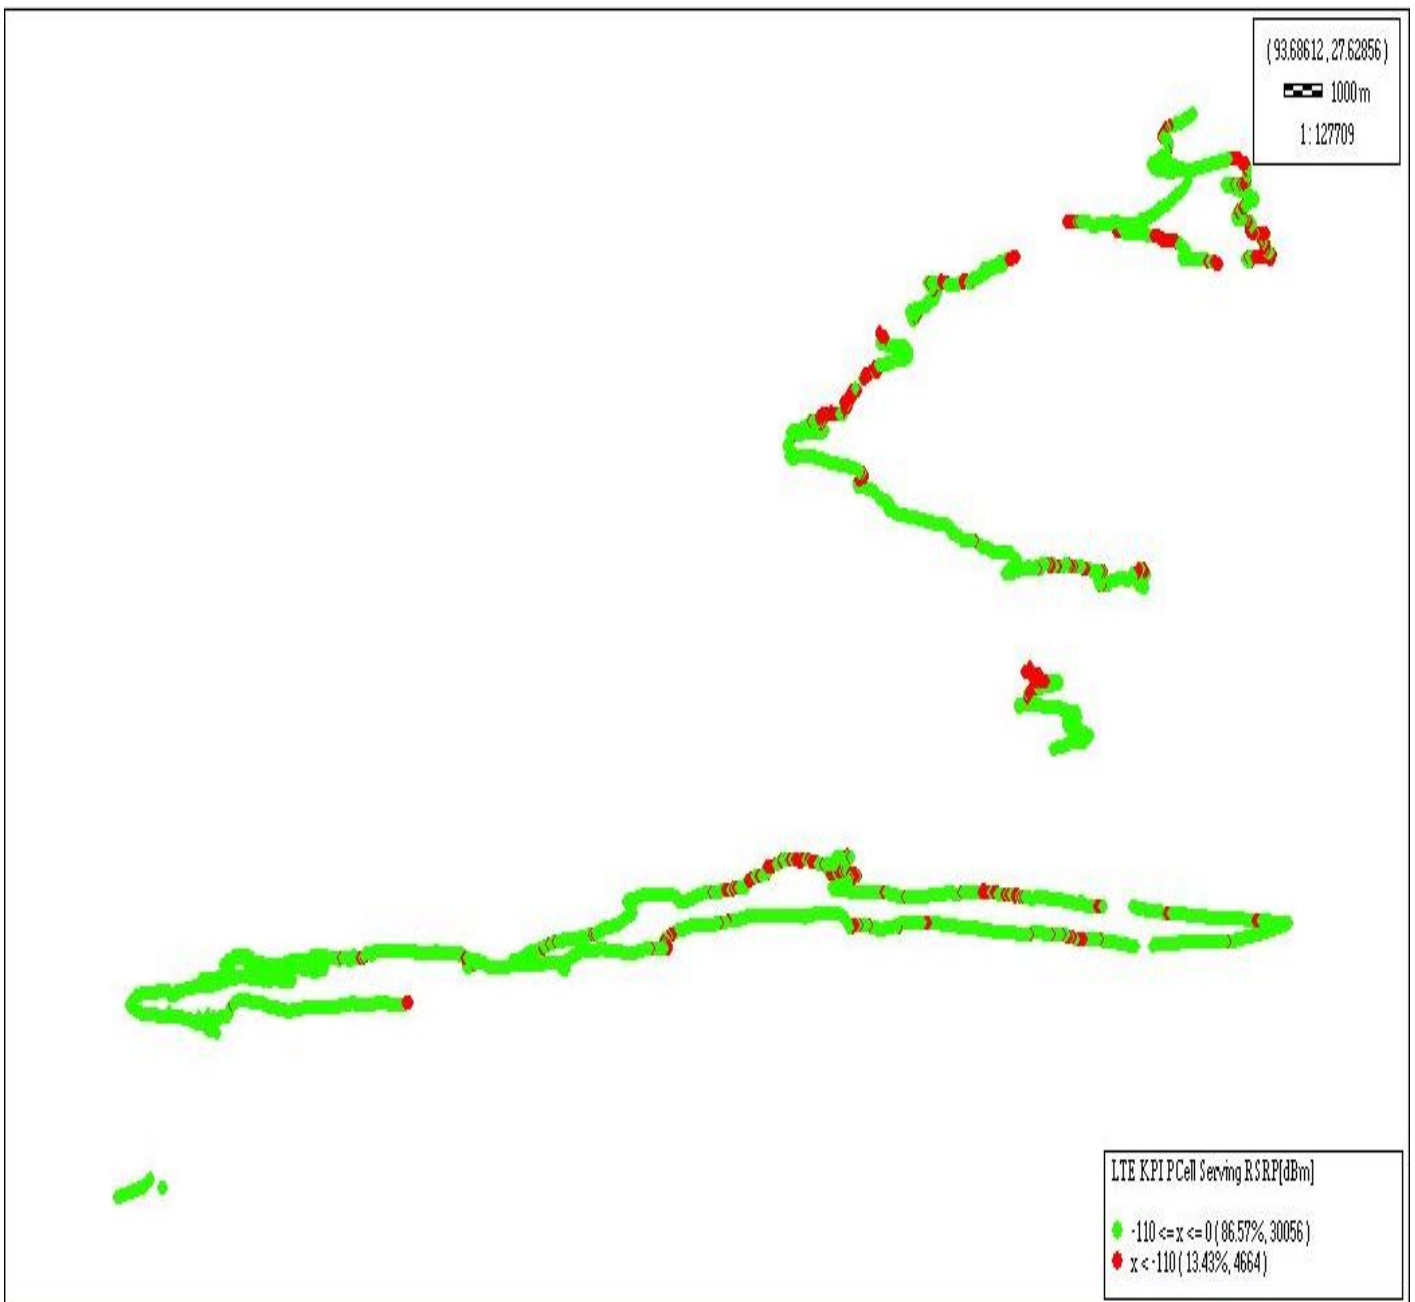 (93.68612, 27.62856)
1000 m
1 : 127709
LTE KPI PCell Serving RSRP[dBm]
-110 <= x <= 0 ( 86.57%, 30056 )
x < -110 ( 13.43%, 4664 )